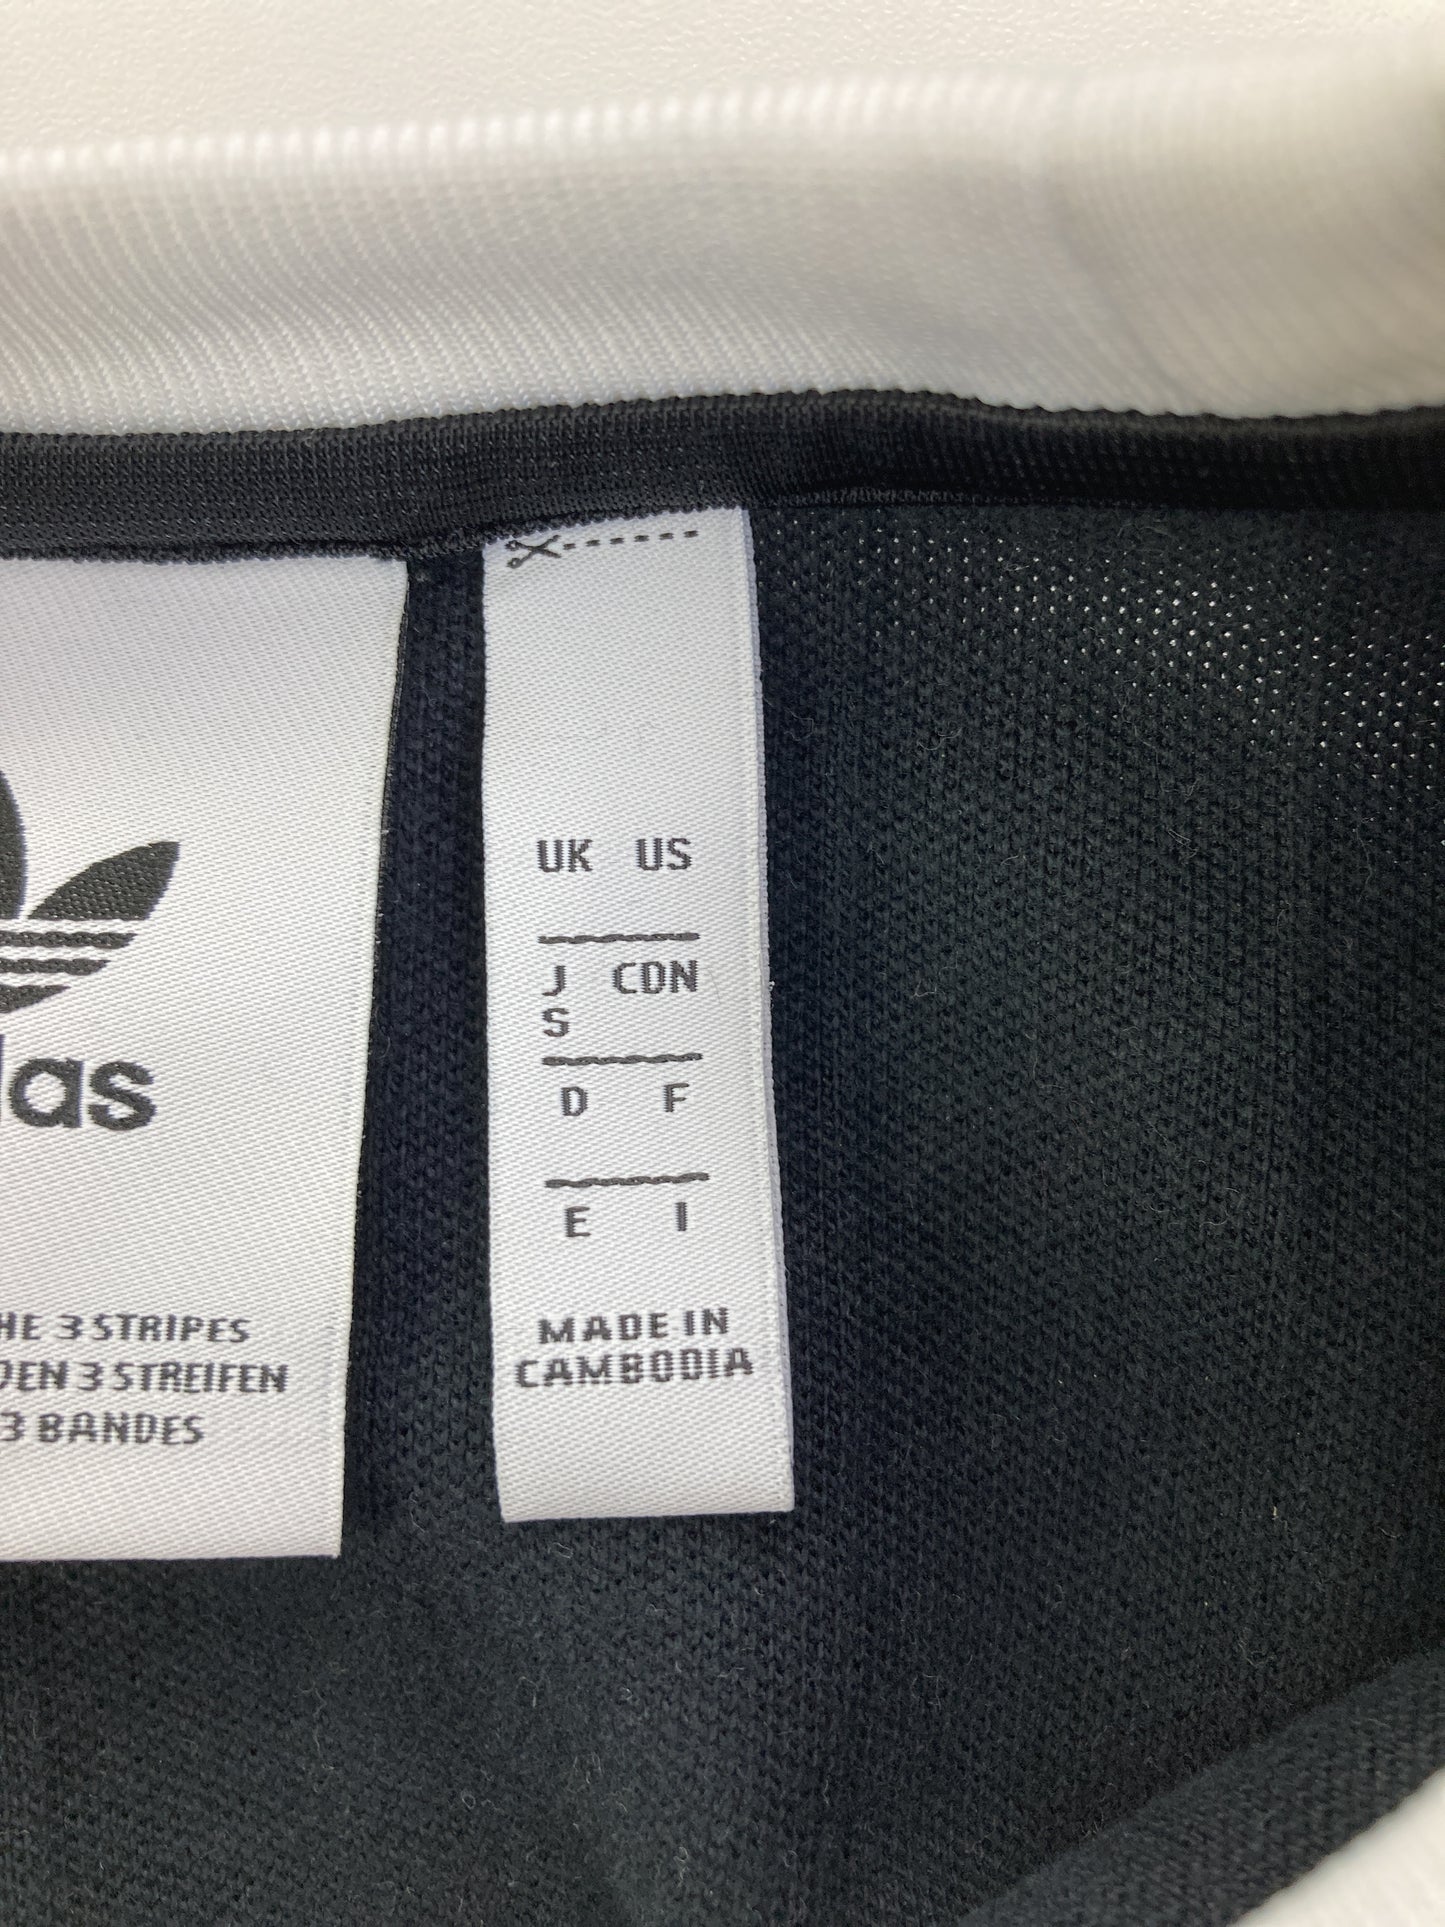 das
HE 3 STRIPES
DEN 3 STREIFEN
3 BANDES
UK US
J CDN
S
D F
E I
MADE IN
CAMBODIA